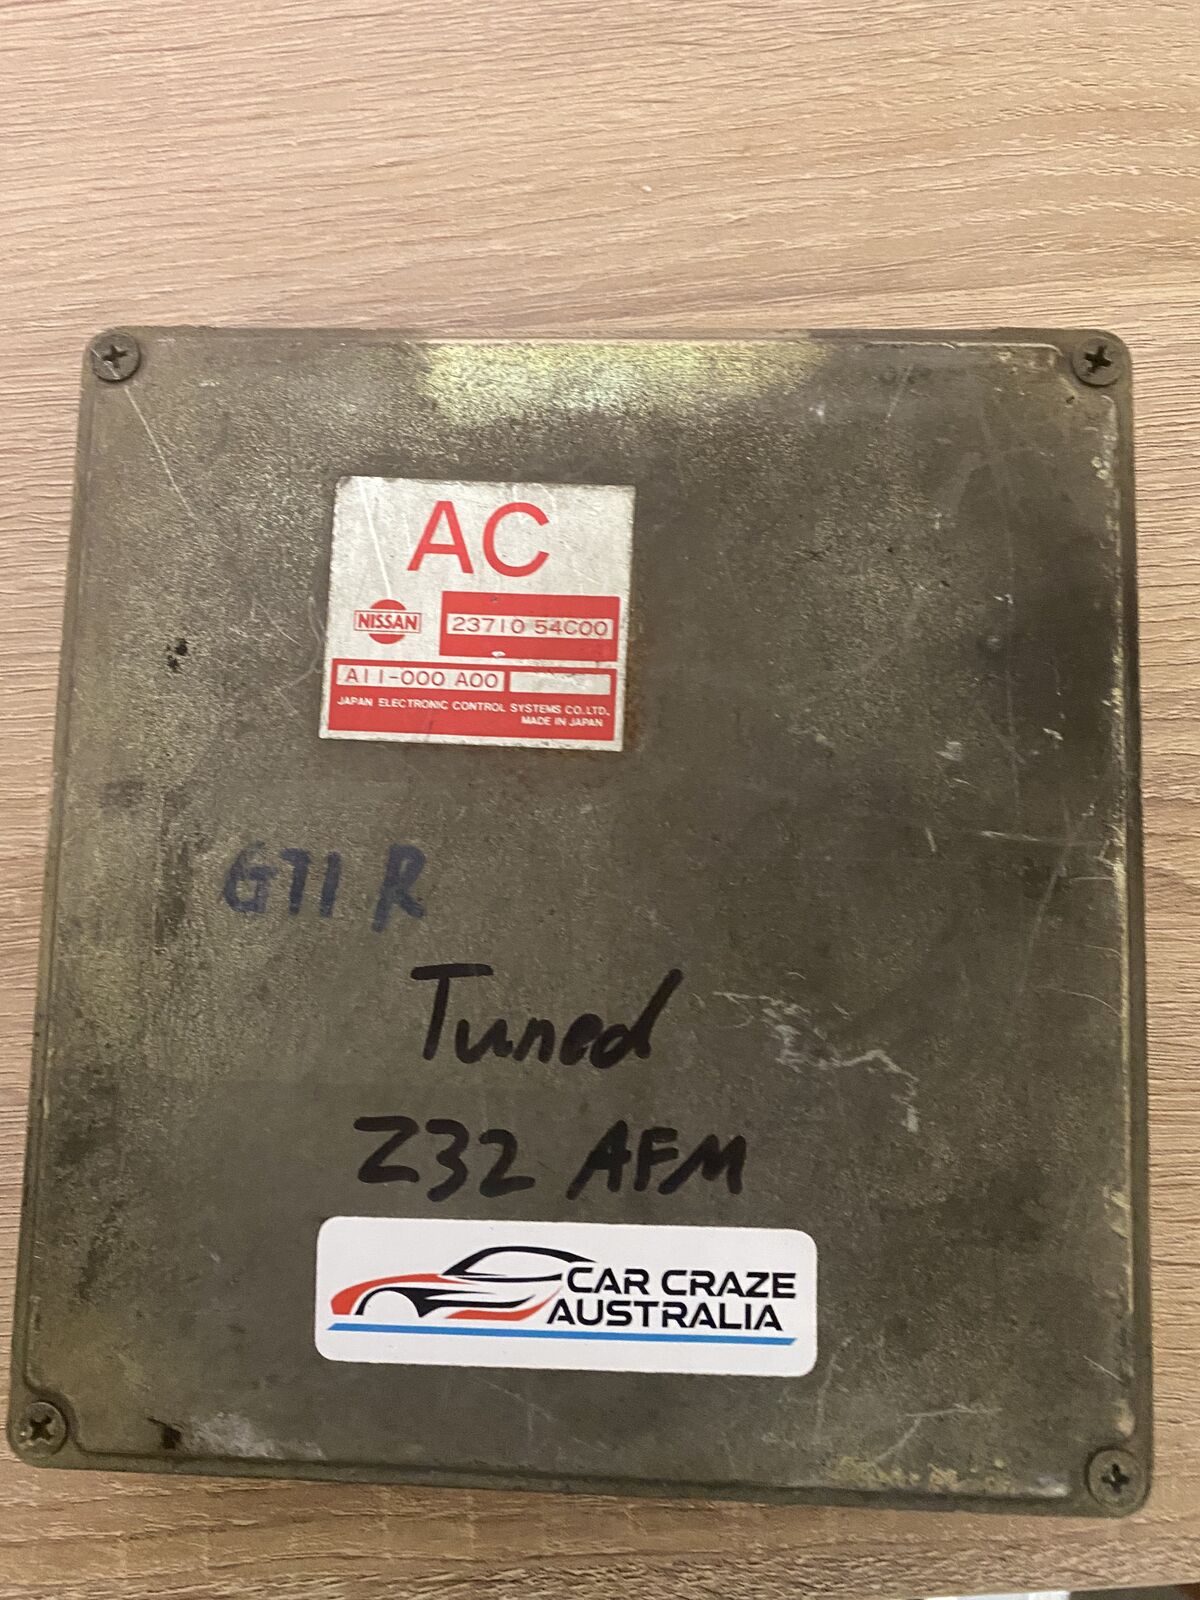 AC
NISSAN
23710 54C00
A11-000 A00
JAPAN ELECTRONIC CONTROL SYSTEMS CO.LTD.
MADE IN JAPAN
GTI R
Tuned
Z32 AFM
CAR CRAZE
AUSTRALIA